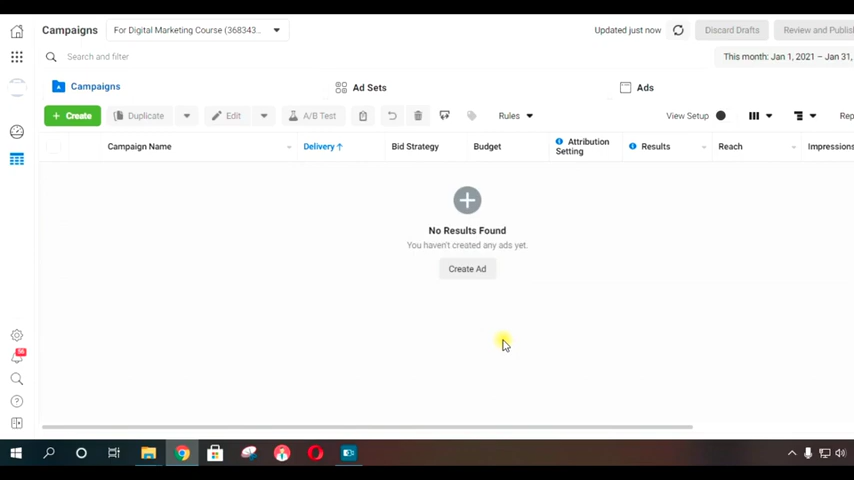 Campaigns
For Digital Marketing Course (368343...
Updated just now
Discard Drafts
Review and Publis
Search and filter
This month: Jan 1, 2021 – Jan 31,
Campaigns
Ad Sets
Ads
+ Create
Duplicate
Edit
A/B Test
Rules
View Setup
Rep
Campaign Name
Delivery ↑
Bid Strategy
Budget
Attribution
Setting
Results
Reach
Impressions
No Results Found
You haven't created any ads yet.
Create Ad